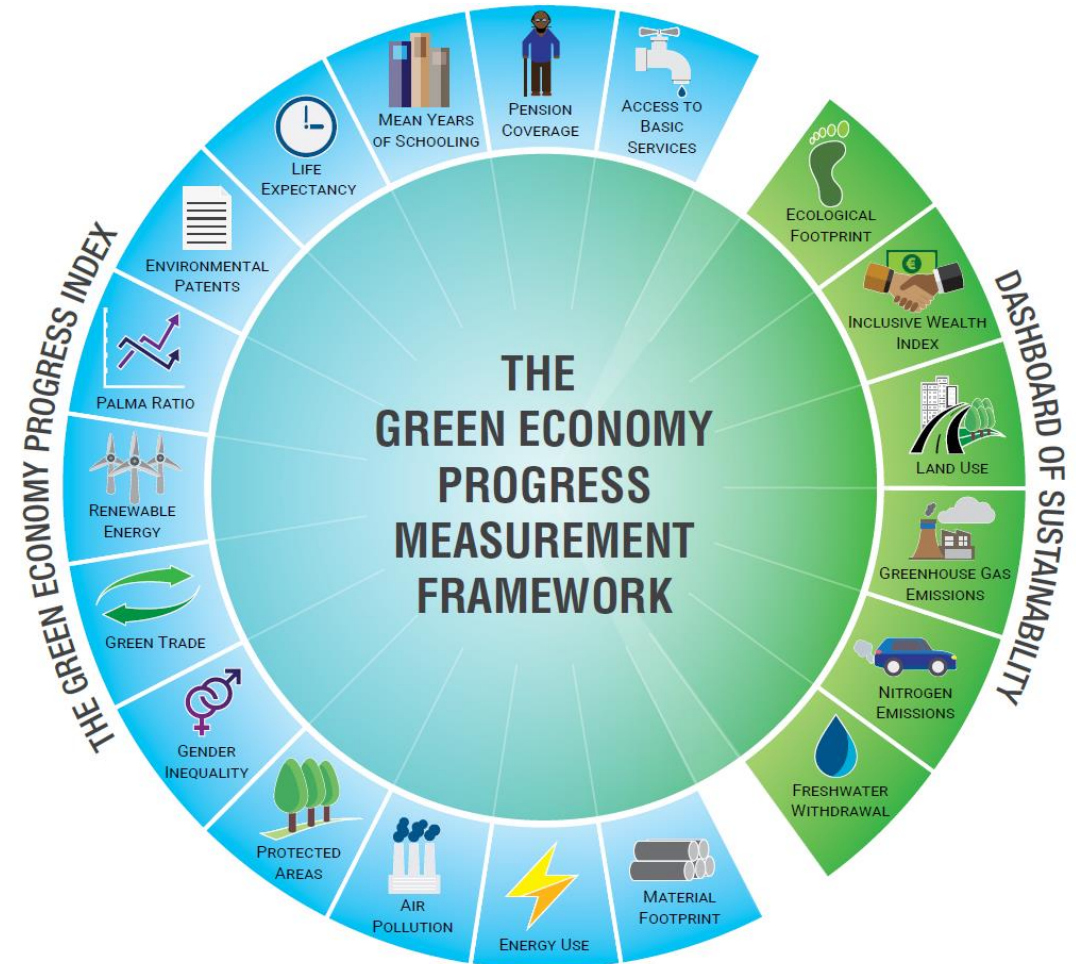 THE
GREEN ECONOMY
PROGRESS
MEASUREMENT
FRAMEWORK
THE GREEN ECONOMY PROGRESS INDEX
ACCESS TO
BASIC
SERVICES
PENSION
COVERAGE
MEAN YEARS
OF SCHOOLING
LIFE
EXPECTANCY
ENVIRONMENTAL
PATENTS
PALMA RATIO
RENEWABLE
ENERGY
GREEN TRADE
GENDER
INEQUALITY
PROTECTED
AREAS
AIR
POLLUTION
ENERGY USE
MATERIAL
FOOTPRINT
DASHBOARD OF SUSTAINABILITY
ECOLOGICAL
FOOTPRINT
€
INCLUSIVE WEALTH
INDEX
LAND USE
GREENHOUSE GAS
EMISSIONS
NITROGEN
EMISSIONS
FRESHWATER
WITHDRAWAL